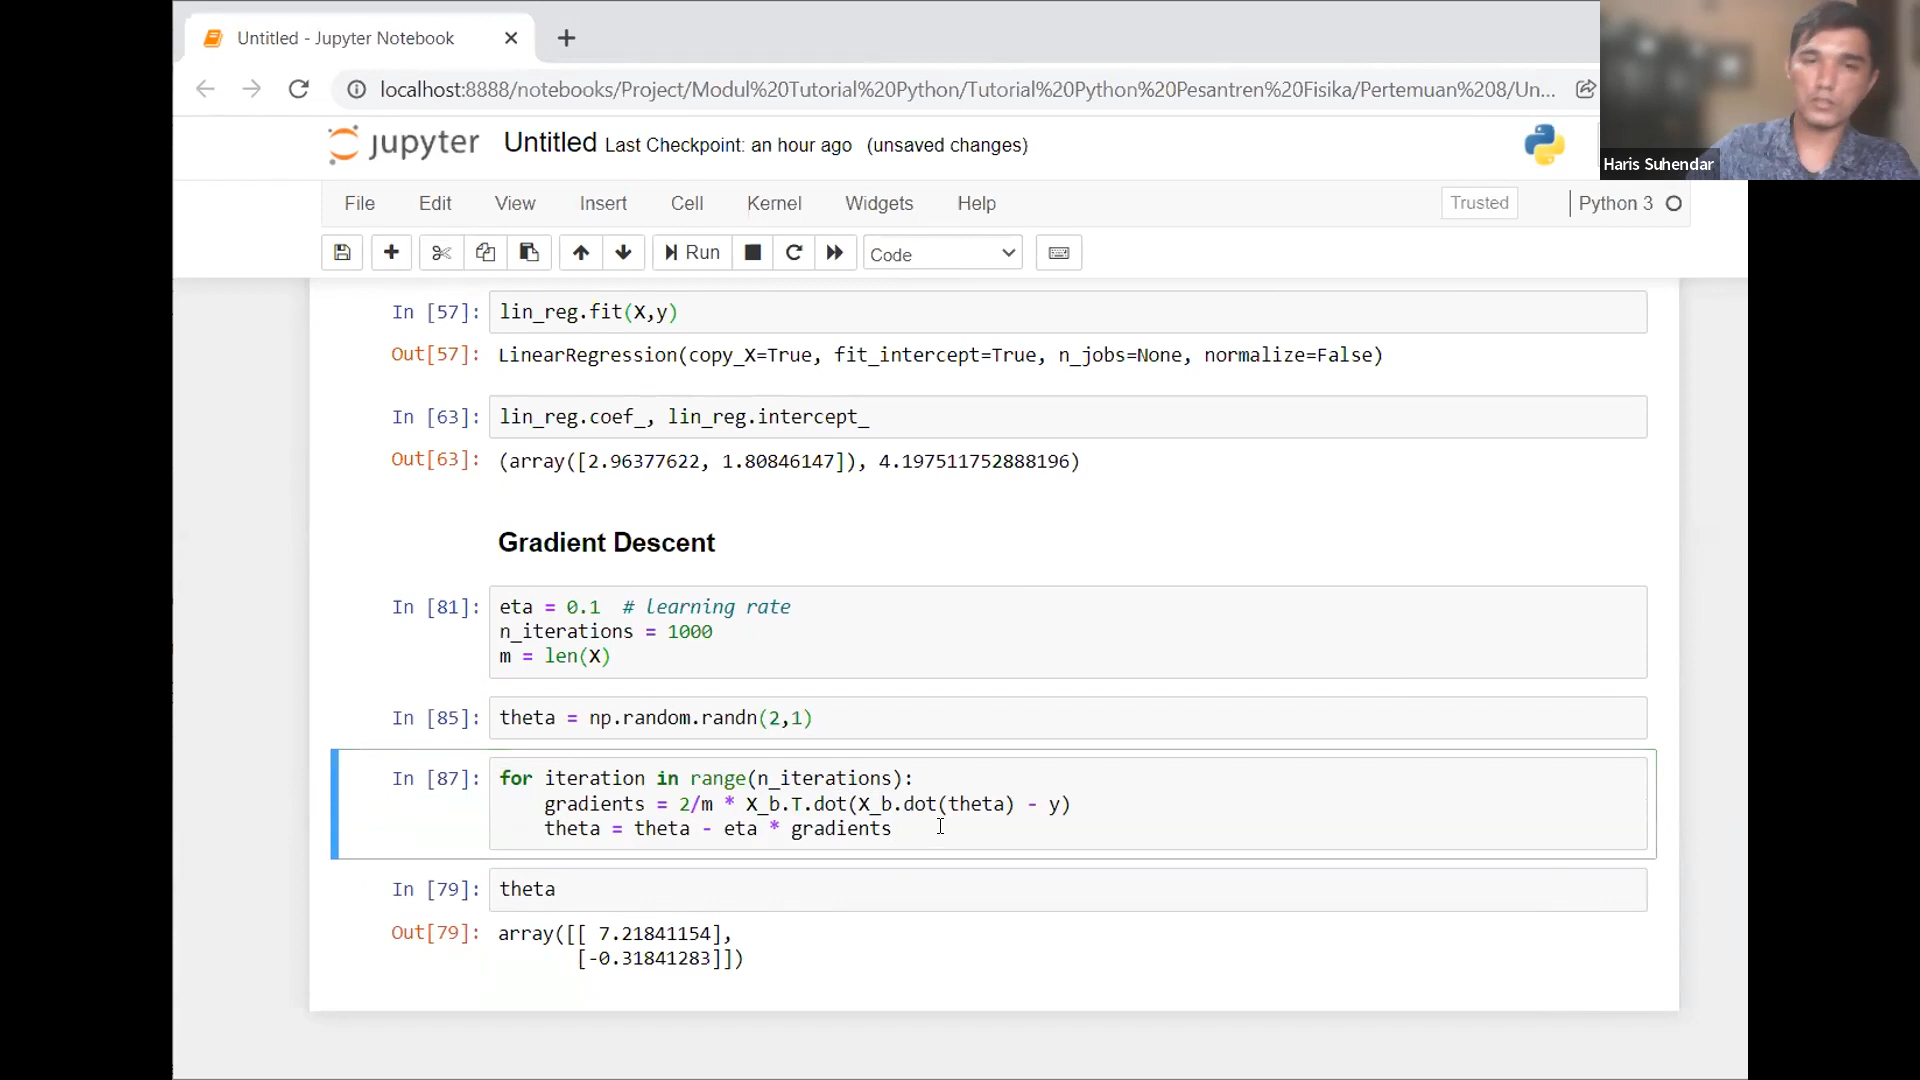 Untitled - Jupyter Notebook
localhost:8888/notebooks/Project/Modul%20Tutorial%20Python/Tutorial%20Python%20Pesantren%20Fisika/Pertemuan%208/Un...
Haris Suhendar
jupyter Untitled Last Checkpoint: an hour ago (unsaved changes)
File Edit View Insert Cell Kernel Widgets Help Trusted Python 3
Run Code
In [57]: lin_reg.fit(X,y)
Out[57]: LinearRegression(copy_X=True, fit_intercept=True, n_jobs=None, normalize=False)
In [63]: lin_reg.coef_, lin_reg.intercept_
Out[63]: (array([2.96377622, 1.80846147]), 4.197511752888196)
Gradient Descent
In [81]: eta = 0.1 # learning rate
n_iterations = 1000
m = len(X)
In [85]: theta = np.random.randn(2,1)
In [87]: for iteration in range(n_iterations):
gradients = 2/m * X_b.T.dot(X_b.dot(theta) - y)
theta = theta - eta * gradients
In [79]: theta
Out[79]: array([[ 7.21841154],
[-0.31841283]])